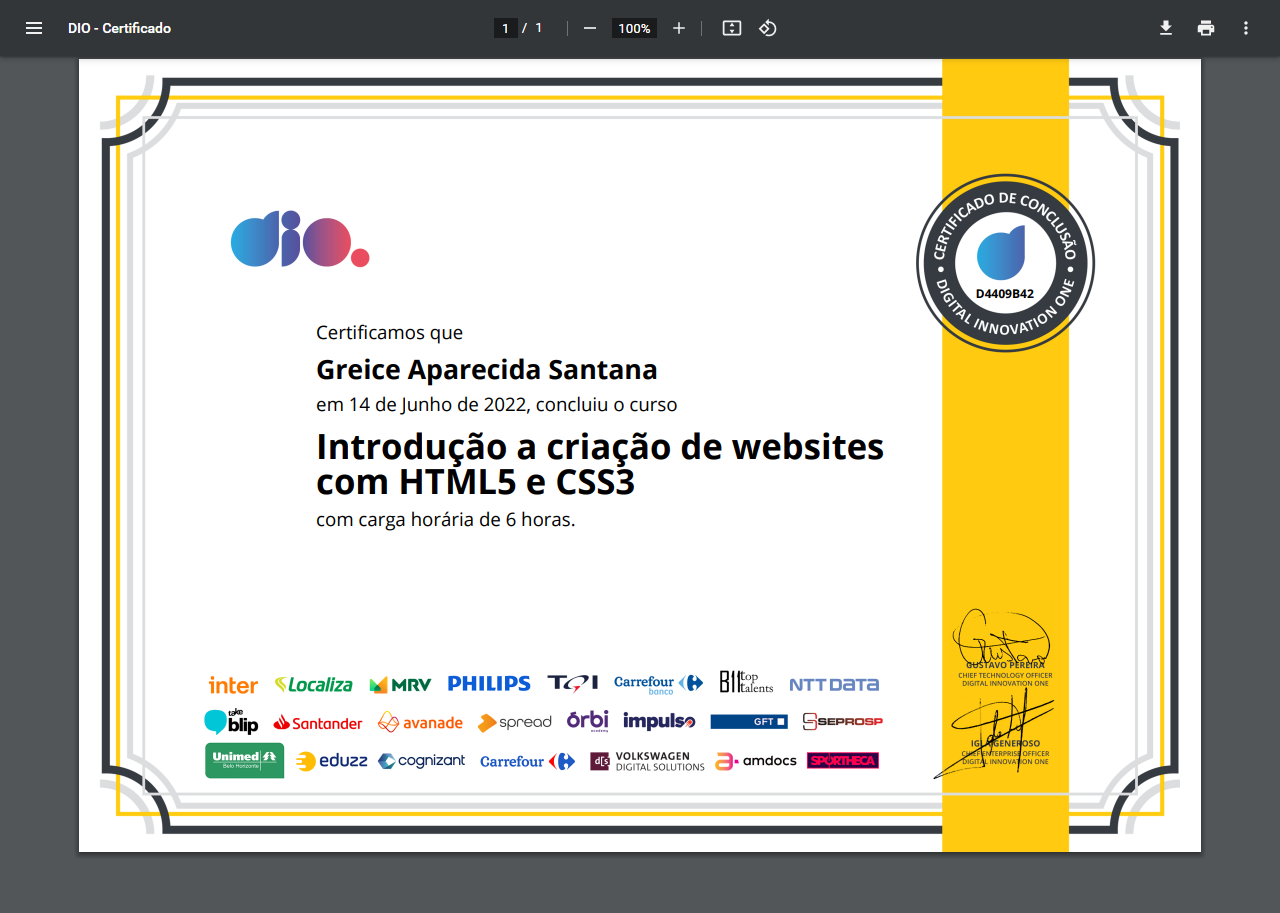 DIO - Certificado
1 / 1
100%
dio.
CERTIFICADO DE CONCLUSÃO
D4409B42
DIGITAL INNOVATION ONE
Certificamos que
Greice Aparecida Santana
em 14 de Junho de 2022, concluiu o curso
Introdução a criação de websites
com HTML5 e CSS3
com carga horária de 6 horas.
GUSTAVO PEREIRA
CHIEF TECHNOLOGY OFFICER
DIGITAL INNOVATION ONE
inter Localiza MRV PHILIPS TQI Carrefour banco top talents NTT DATA
take blip Santander avanade spread órbi academy impulso GFT SEPROSP
GENEROSO
CHIEF ENTERPRISE OFFICER
DIGITAL INNOVATION ONE
Unimed Belo Horizonte eduzz cognizant Carrefour d[s VOLKSWAGEN DIGITAL SOLUTIONS amdocs SPORTHECA